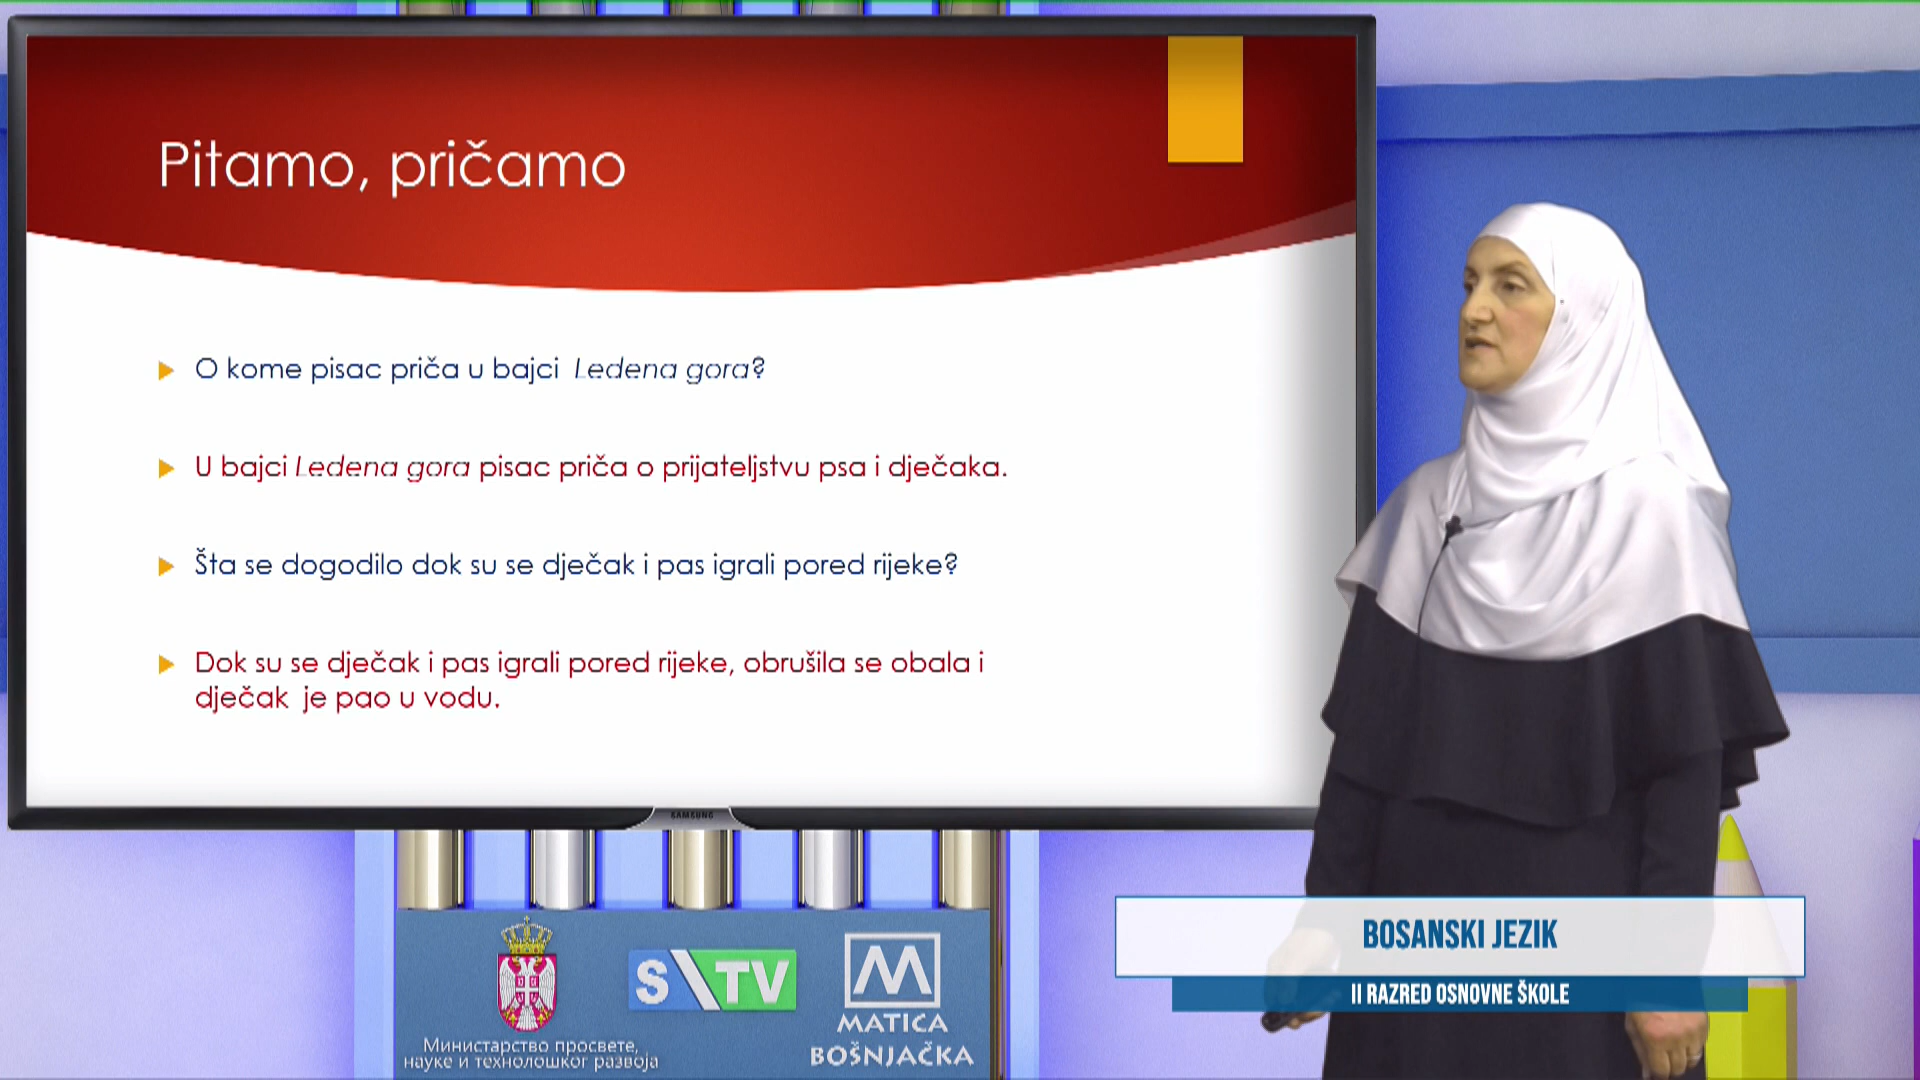 Pitamo, pričamo
O kome pisac priča u bajci Ledena gora?
U bajci Ledena gora pisac priča o prijateljstvu psa i dječaka.
Šta se dogodilo dok su se dječak i pas igrali pored rijeke?
Dok su se dječak i pas igrali pored rijeke, obrušila se obala i
dječak je pao u vodu.
SAMSUNG
BOSANSKI JEZIK
II RAZRED OSNOVNE ŠKOLE
S TV
M
MATICA
BOŠNJAČKA
Министарство просвете,
науке и технолошког развоја